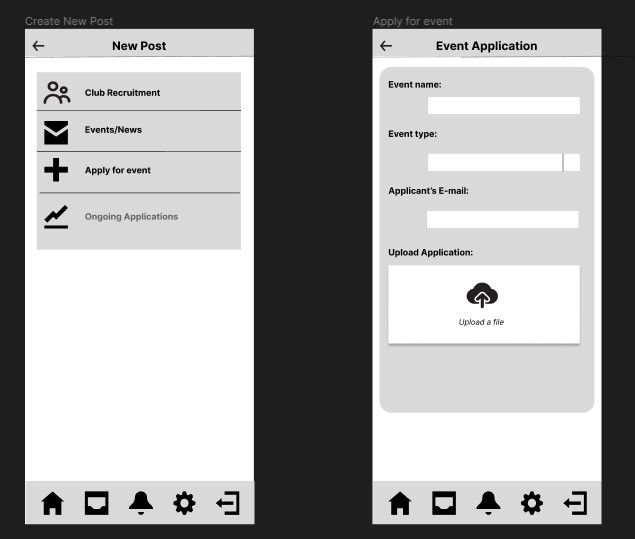 Create New Post
New Post
Club Recruitment
Events/News
Apply for event
Ongoing Applications
Apply for event
Event Application
Event name:
Event type:
Applicant's E-mail:
Upload Application:
Upload a file